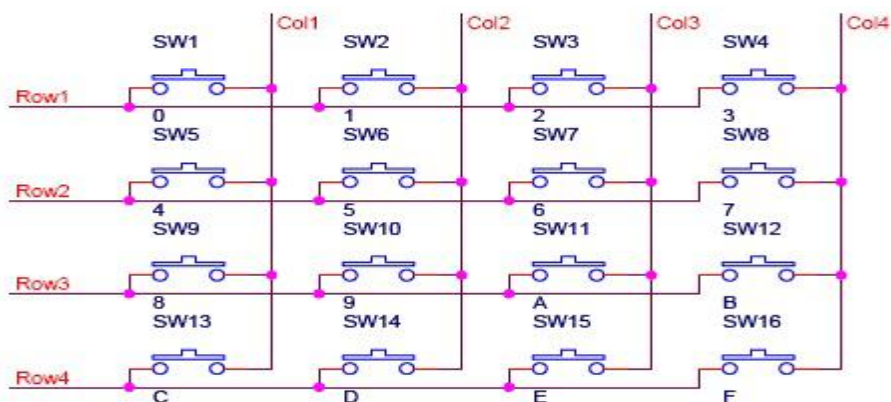 Col1 Col2 Col3 Col4
SW1 SW2 SW3 SW4
Row1
0 1 2 3
SW5 SW6 SW7 SW8
Row2
4 5 6 7
SW9 SW10 SW11 SW12
Row3
8 9 A B
SW13 SW14 SW15 SW16
Row4
C D E F